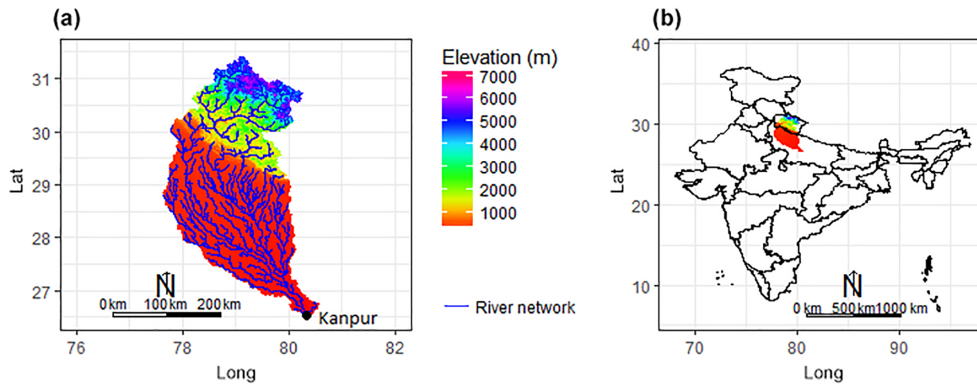 (a)
31
30
29
28
27
Lat
76
78
80
82
Long
N
0 km 100 km 200 km
Kanpur
Elevation (m)
7000
6000
5000
4000
3000
2000
1000
River network
(b)
40
30
20
10
Lat
70
80
90
Long
N
0 km 500 km 1000 km